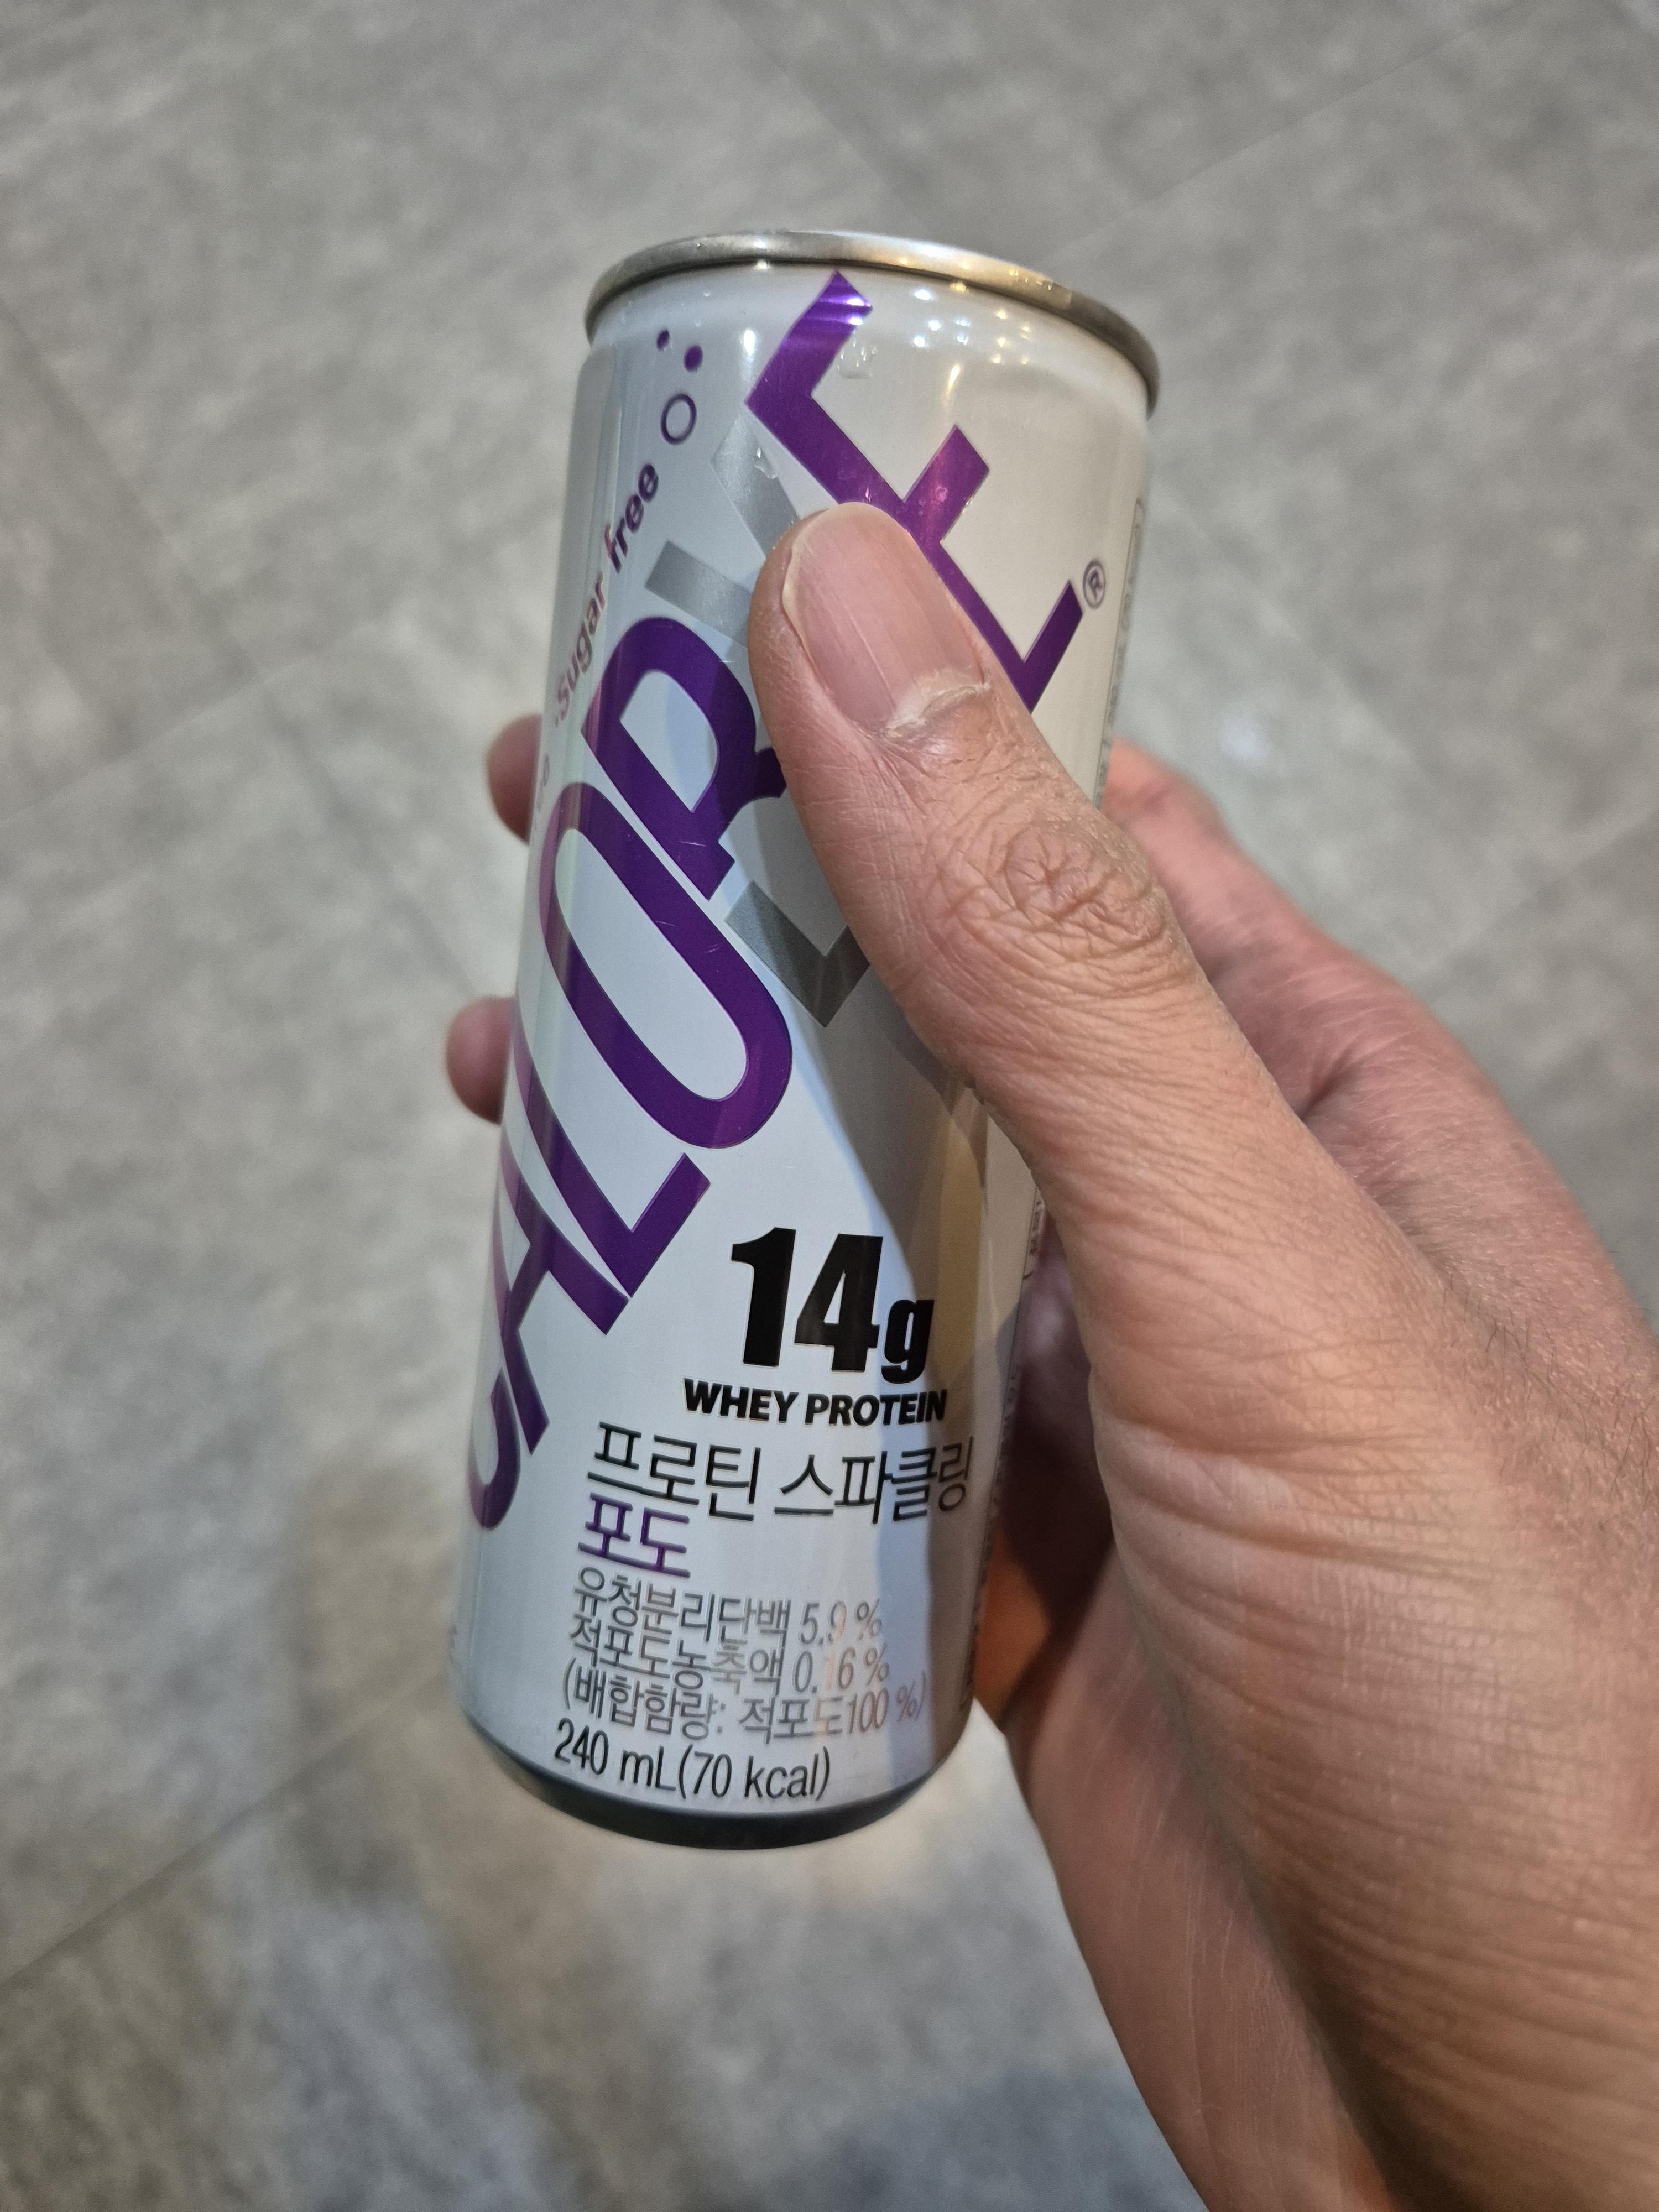 Sugar free
CALOR
E®
14g
WHEY PROTEIN
프로틴 스파클링
포도
유청분리단백 5.9 %
적포도농축액 0.16 %
(배합함량: 적포도100 %)
240 mL(70 kcal)